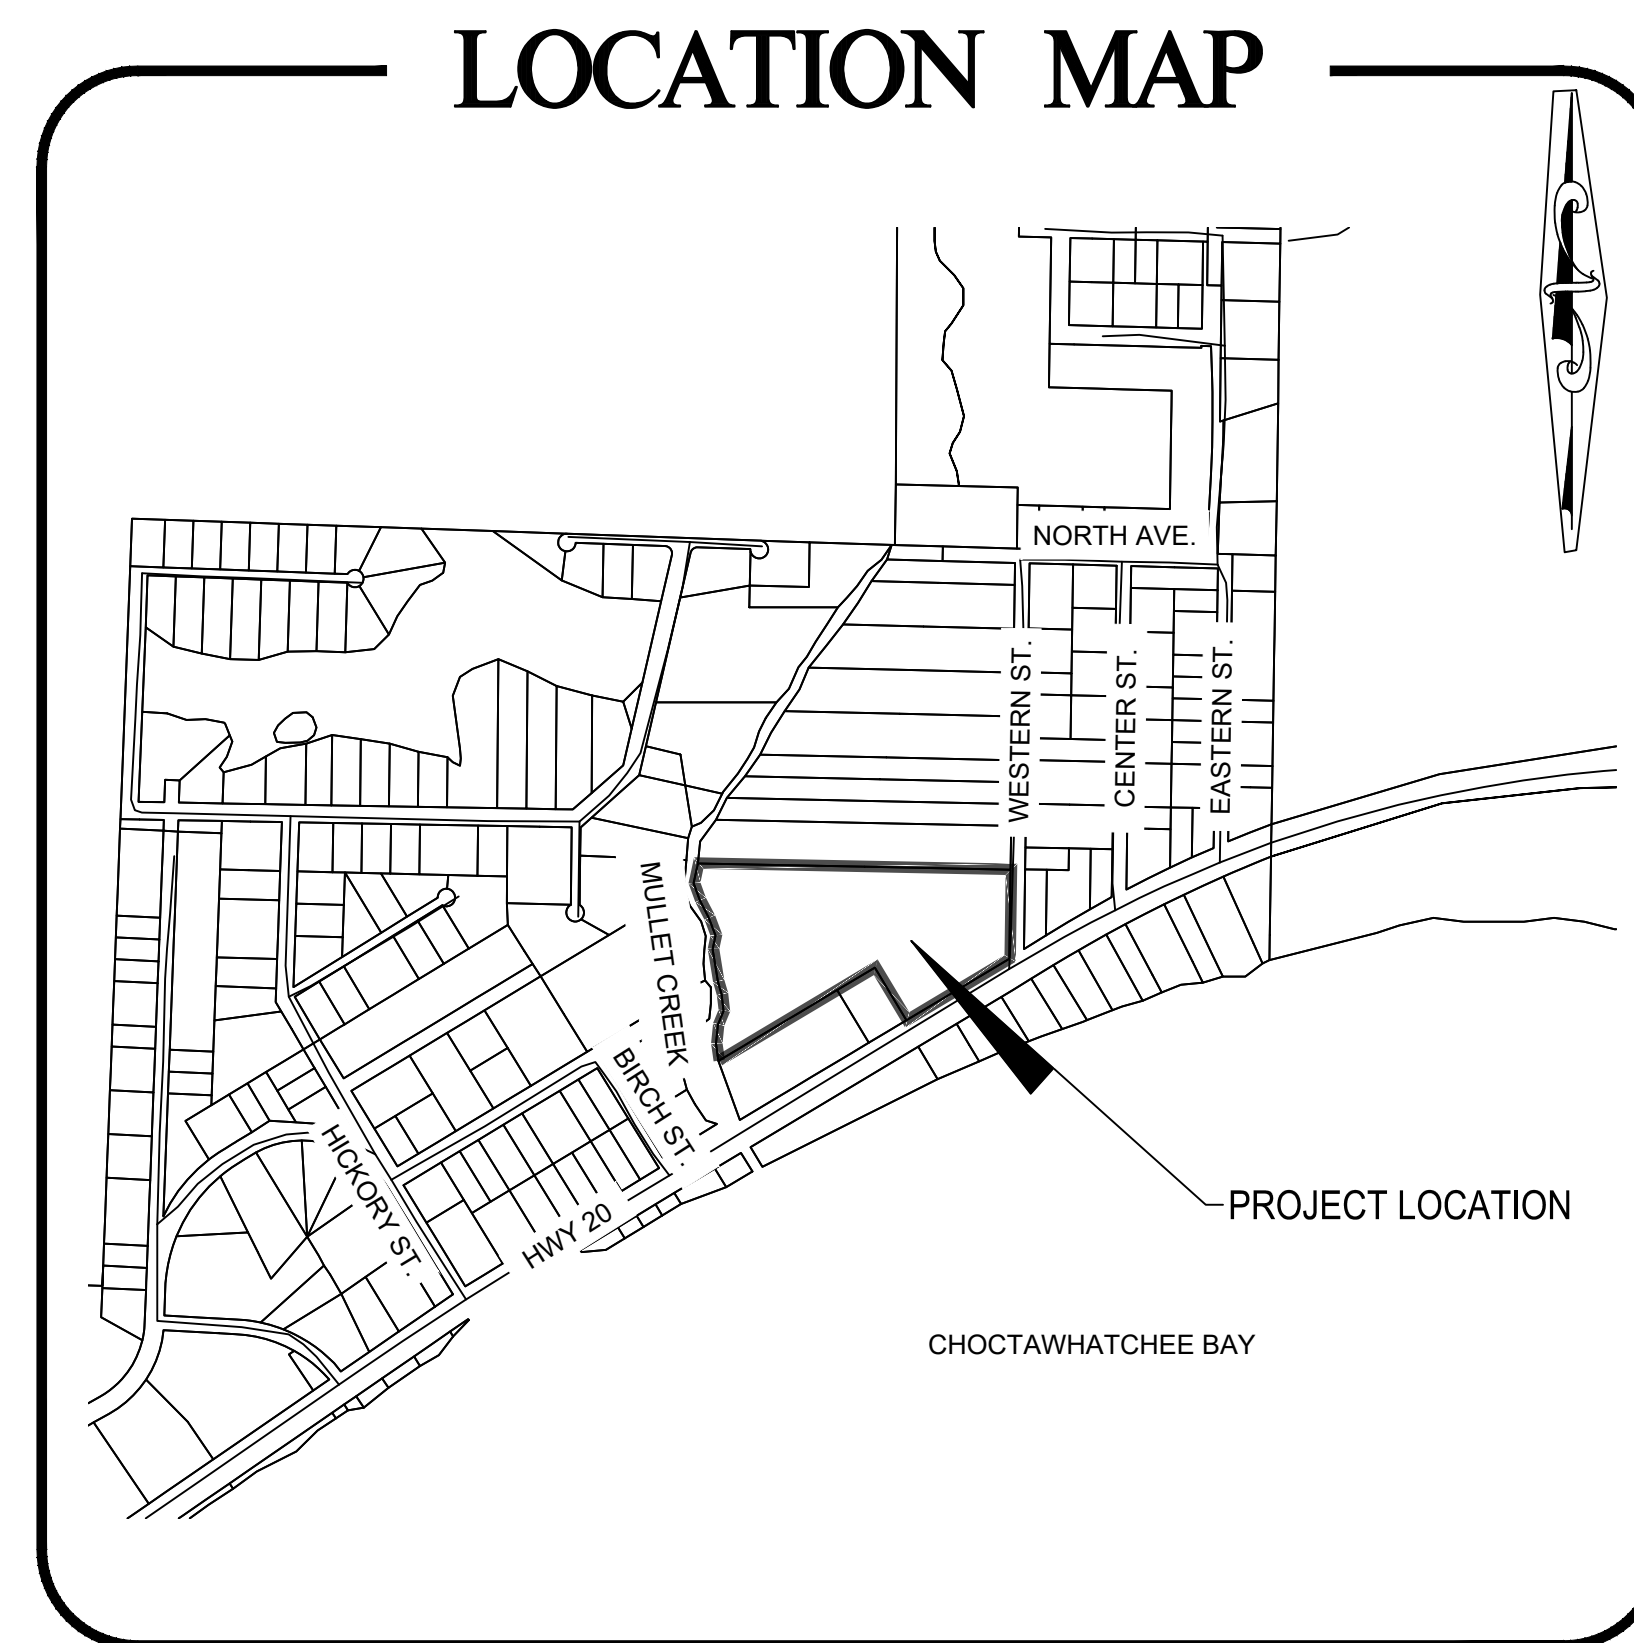 LOCATION MAP
NORTH AVE.
WESTERN ST.
CENTER ST.
EASTERN ST.
MULLET CREEK
BIRCH ST.
HICKORY ST.
HWY 20
PROJECT LOCATION
CHOCTAWHATCHEE BAY